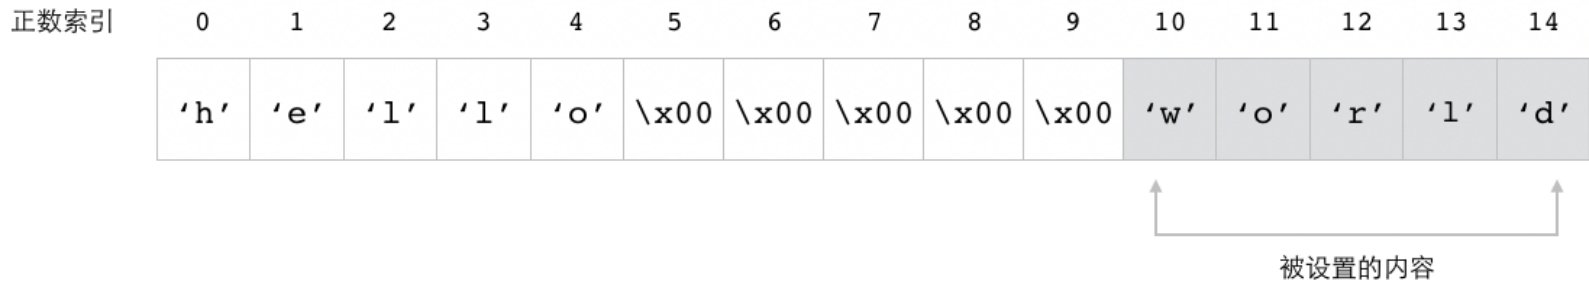 正数索引 0 1 2 3 4 5 6 7 8 9 10 11 12 13 14
‘h’ ‘e’ ‘l’ ‘l’ ‘o’ \x00 \x00 \x00 \x00 \x00 ‘w’ ‘o’ ‘r’ ‘l’ ‘d’
被设置的内容